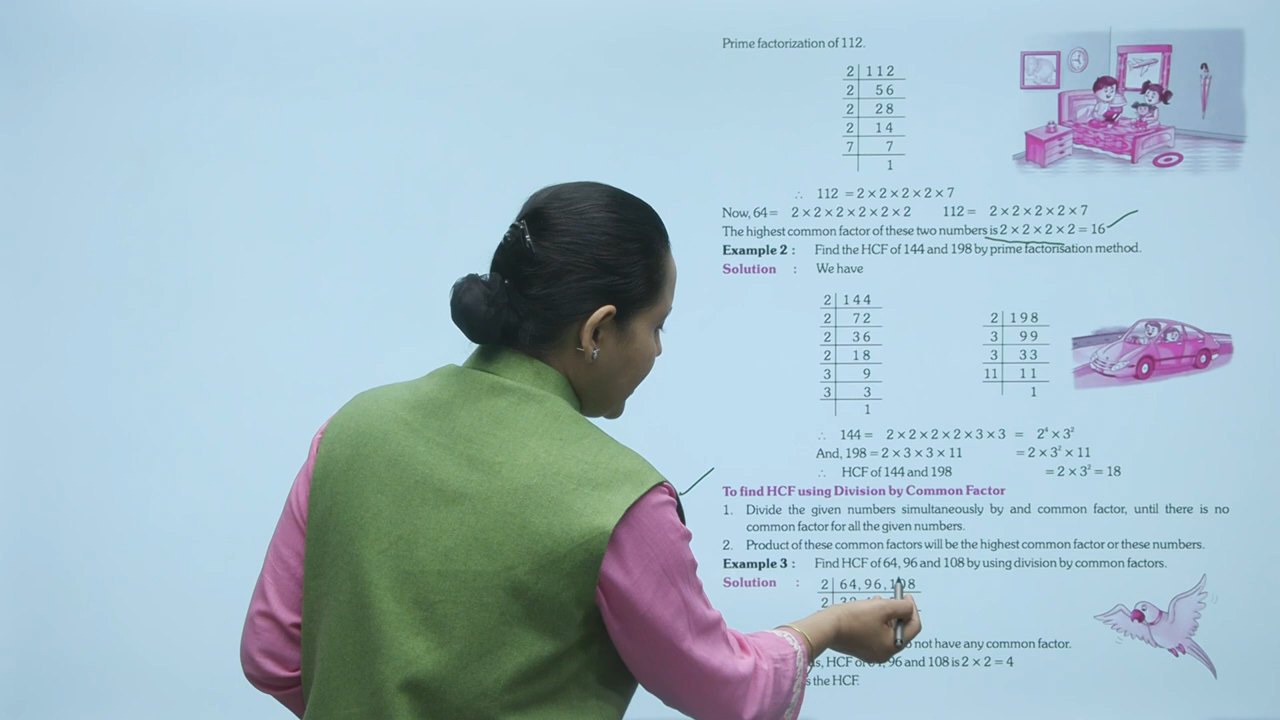 Prime factorization of 112.
2 112
2 56
2 28
2 14
7 7
1
∴ 112 = 2 × 2 × 2 × 2 × 7
Now, 64 = 2 × 2 × 2 × 2 × 2 × 2 112 = 2 × 2 × 2 × 2 × 7
The highest common factor of these two numbers is 2 × 2 × 2 × 2 = 16
Example 2 : Find the HCF of 144 and 198 by prime factorisation method.
Solution : We have
2 144
2 72
2 36
2 18
3 9
3 3
1
2 198
3 99
3 33
11 11
1
∴ 144 = 2 × 2 × 2 × 2 × 3 × 3 = 2⁴ × 3²
And, 198 = 2 × 3 × 3 × 11 = 2 × 3² × 11
∴ HCF of 144 and 198 = 2 × 3² = 18
To find HCF using Division by Common Factor
1. Divide the given numbers simultaneously by and common factor, until there is no
common factor for all the given numbers.
2. Product of these common factors will be the highest common factor or these numbers.
Example 3 : Find HCF of 64, 96 and 108 by using division by common factors.
Solution : 2 64, 96, 108
2
not have any common factor.
HCF of 96 and 108 is 2 × 2 = 4
the HCF.